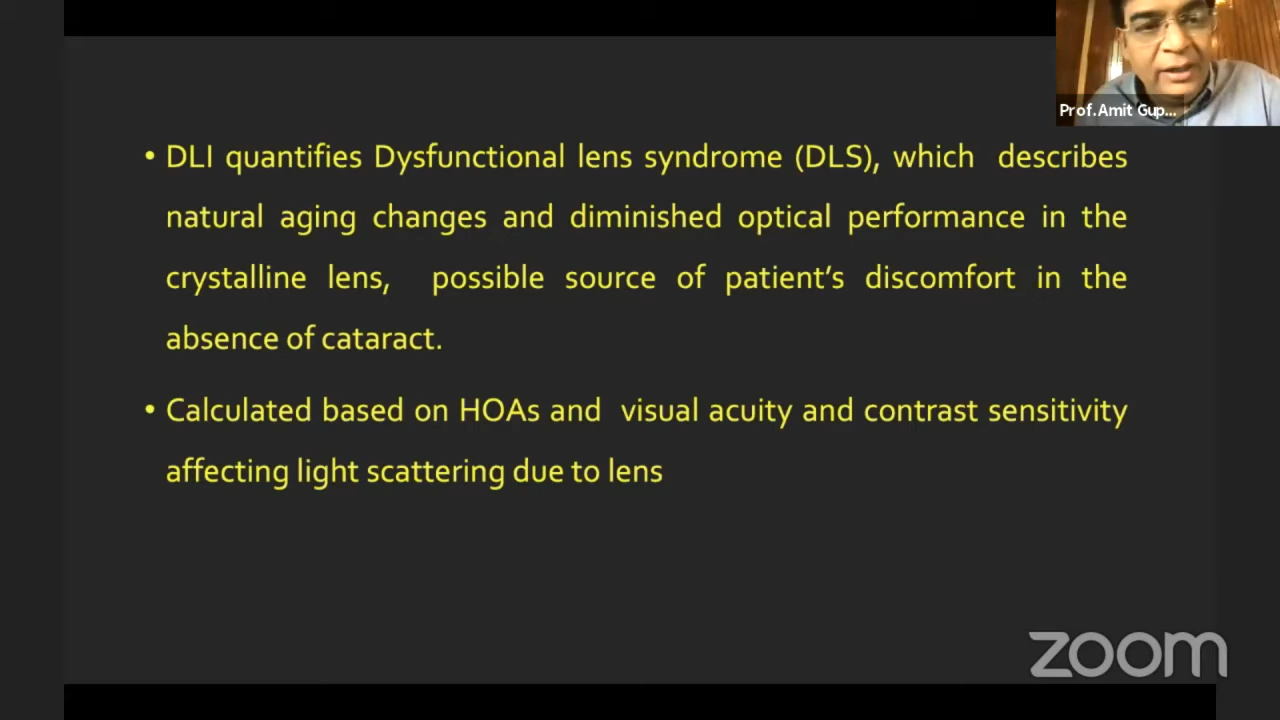 Prof.Amit Gup...
• DLI quantifies Dysfunctional lens syndrome (DLS), which describes
natural aging changes and diminished optical performance in the
crystalline lens, possible source of patient’s discomfort in the
absence of cataract.
• Calculated based on HOAs and visual acuity and contrast sensitivity
affecting light scattering due to lens
zoom